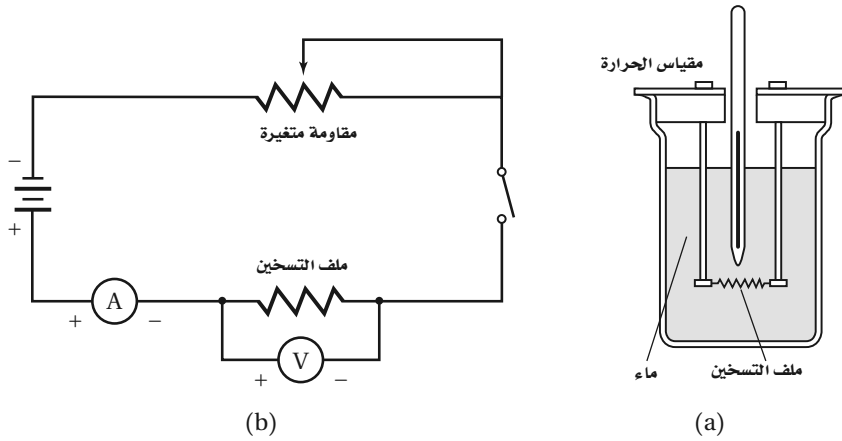 مقياس الحرارة
مقاومة متغيرة
−
+
ملف التسخين
A
+
−
V
+
−
ماء
ملف التسخين
(b)
(a)